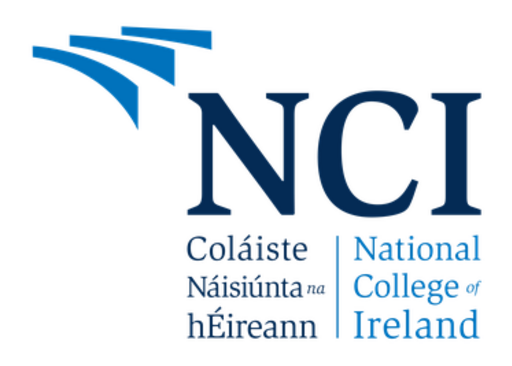 NCI
Coláiste
Náisiúnta na
hÉireann
National
College of
Ireland